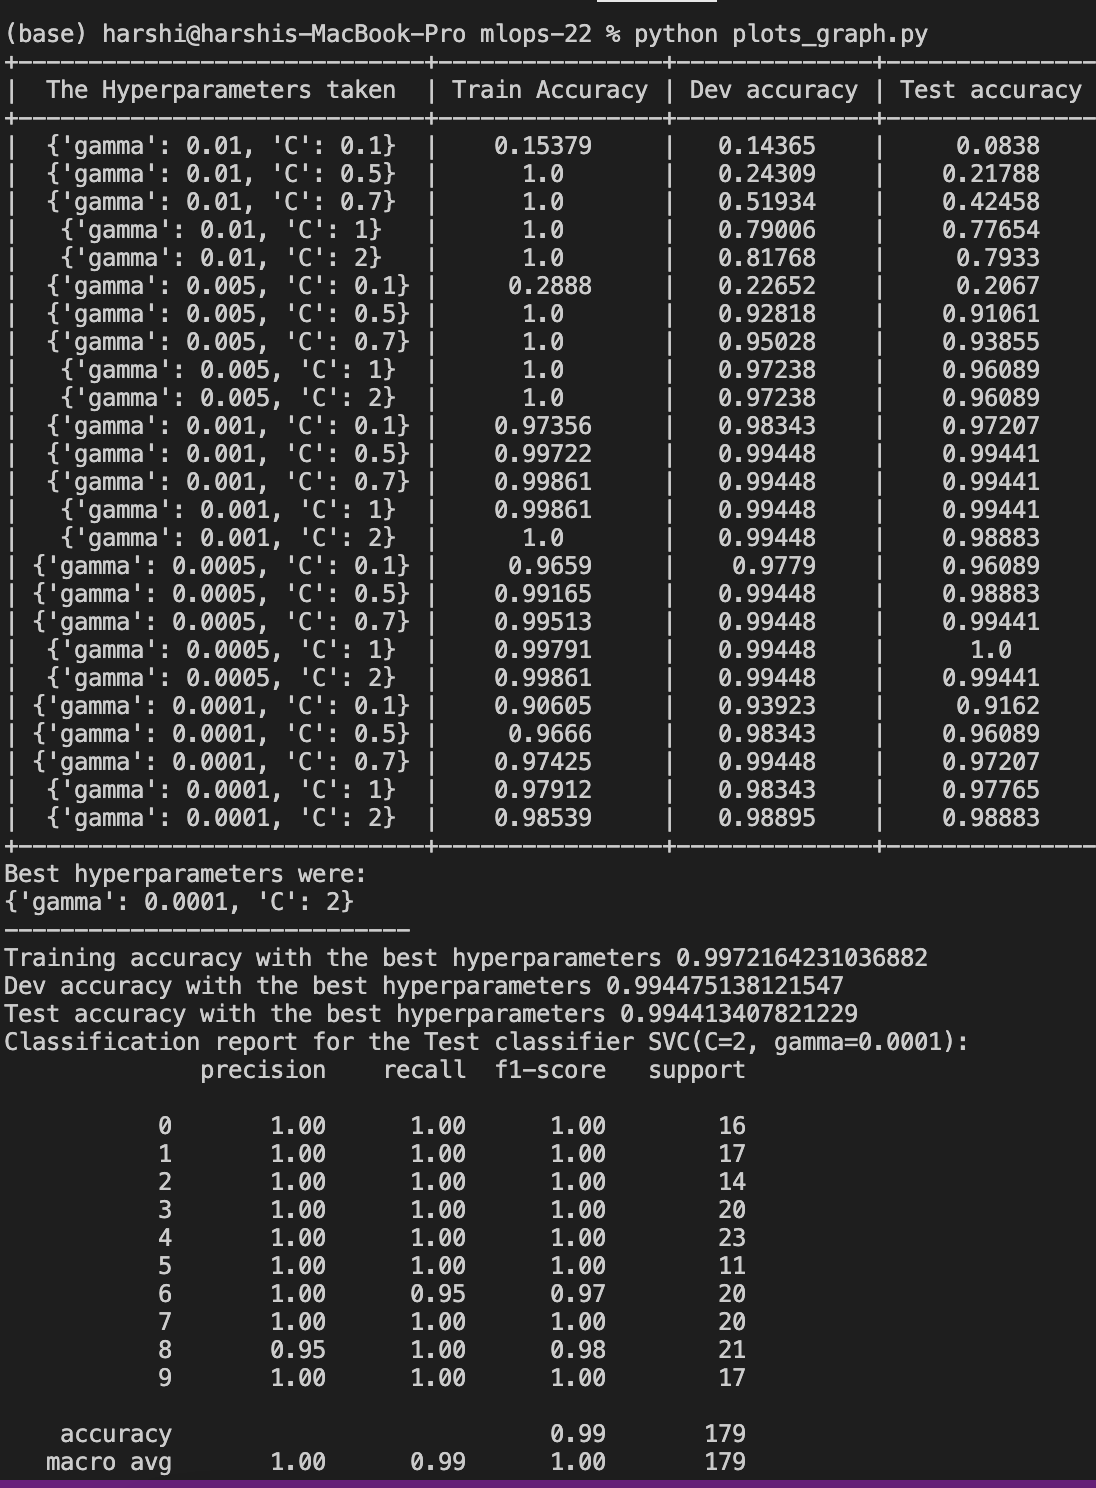 (base) harshi@harshis-MacBook-Pro mlops-22 % python plots_graph.py
+-----------------------------+----------------+--------------+---------------
|  The Hyperparameters taken  | Train Accuracy | Dev accuracy | Test accuracy
+-----------------------------+----------------+--------------+---------------
|  {'gamma': 0.01, 'C': 0.1}  |    0.15379     |   0.14365    |     0.0838
|  {'gamma': 0.01, 'C': 0.5}  |      1.0       |   0.24309    |    0.21788
|  {'gamma': 0.01, 'C': 0.7}  |      1.0       |   0.51934    |    0.42458
|   {'gamma': 0.01, 'C': 1}   |      1.0       |   0.79006    |    0.77654
|   {'gamma': 0.01, 'C': 2}   |      1.0       |   0.81768    |     0.7933
|  {'gamma': 0.005, 'C': 0.1} |     0.2888     |   0.22652    |     0.2067
|  {'gamma': 0.005, 'C': 0.5} |      1.0       |   0.92818    |    0.91061
|  {'gamma': 0.005, 'C': 0.7} |      1.0       |   0.95028    |    0.93855
|   {'gamma': 0.005, 'C': 1}  |      1.0       |   0.97238    |    0.96089
|   {'gamma': 0.005, 'C': 2}  |      1.0       |   0.97238    |    0.96089
|  {'gamma': 0.001, 'C': 0.1} |    0.97356     |   0.98343    |    0.97207
|  {'gamma': 0.001, 'C': 0.5} |    0.99722     |   0.99448    |    0.99441
|  {'gamma': 0.001, 'C': 0.7} |    0.99861     |   0.99448    |    0.99441
|   {'gamma': 0.001, 'C': 1}  |    0.99861     |   0.99448    |    0.99441
|   {'gamma': 0.001, 'C': 2}  |      1.0       |   0.99448    |    0.98883
| {'gamma': 0.0005, 'C': 0.1} |     0.9659     |    0.9779    |    0.96089
| {'gamma': 0.0005, 'C': 0.5} |    0.99165     |   0.99448    |    0.98883
| {'gamma': 0.0005, 'C': 0.7} |    0.99513     |   0.99448    |    0.99441
|  {'gamma': 0.0005, 'C': 1}  |    0.99791     |   0.99448    |      1.0
|  {'gamma': 0.0005, 'C': 2}  |    0.99861     |   0.99448    |    0.99441
| {'gamma': 0.0001, 'C': 0.1} |    0.90605     |   0.93923    |     0.9162
| {'gamma': 0.0001, 'C': 0.5} |     0.9666     |   0.98343    |    0.96089
| {'gamma': 0.0001, 'C': 0.7} |    0.97425     |   0.99448    |    0.97207
|  {'gamma': 0.0001, 'C': 1}  |    0.97912     |   0.98343    |    0.97765
|  {'gamma': 0.0001, 'C': 2}  |    0.98539     |   0.98895    |    0.98883
+-----------------------------+----------------+--------------+---------------
Best hyperparameters were:
{'gamma': 0.0001, 'C': 2}
-----------------------------
Training accuracy with the best hyperparameters 0.9972164231036882
Dev accuracy with the best hyperparameters 0.994475138121547
Test accuracy with the best hyperparameters 0.994413407821229
Classification report for the Test classifier SVC(C=2, gamma=0.0001):
              precision    recall  f1-score   support

           0       1.00      1.00      1.00        16
           1       1.00      1.00      1.00        17
           2       1.00      1.00      1.00        14
           3       1.00      1.00      1.00        20
           4       1.00      1.00      1.00        23
           5       1.00      1.00      1.00        11
           6       1.00      0.95      0.97        20
           7       1.00      1.00      1.00        20
           8       0.95      1.00      0.98        21
           9       1.00      1.00      1.00        17

    accuracy                           0.99       179
   macro avg       1.00      0.99      1.00       179